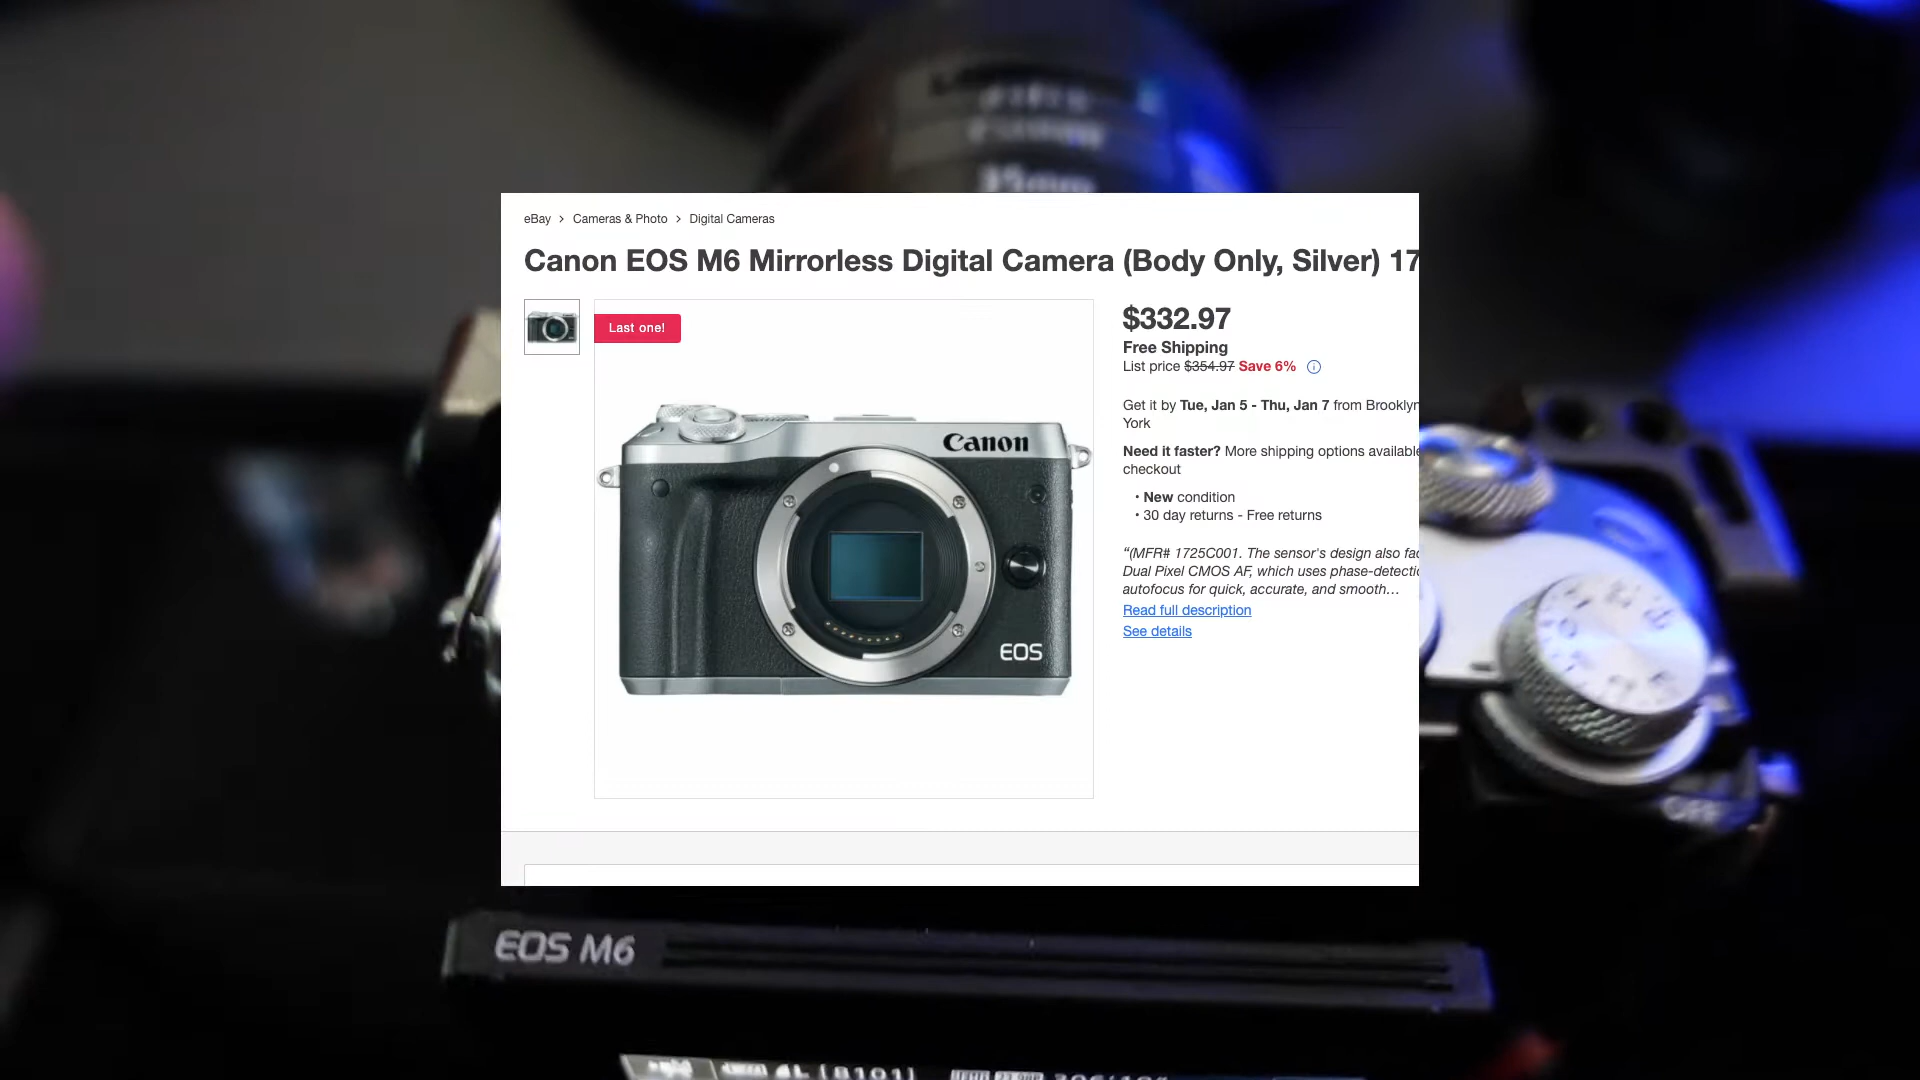 35mm
eBay > Cameras & Photo > Digital Cameras
Canon EOS M6 Mirrorless Digital Camera (Body Only, Silver) 17
Last one!
Canon
EOS
$332.97
Free Shipping
List price $354.97 Save 6%
Get it by Tue, Jan 5 - Thu, Jan 7 from Brooklyn
York
Need it faster? More shipping options available
checkout
• New condition
• 30 day returns - Free returns
“(MFR# 1725C001. The sensor's design also fac
Dual Pixel CMOS AF, which uses phase-detectio
autofocus for quick, accurate, and smooth…
Read full description
See details
OFF
EOS M6